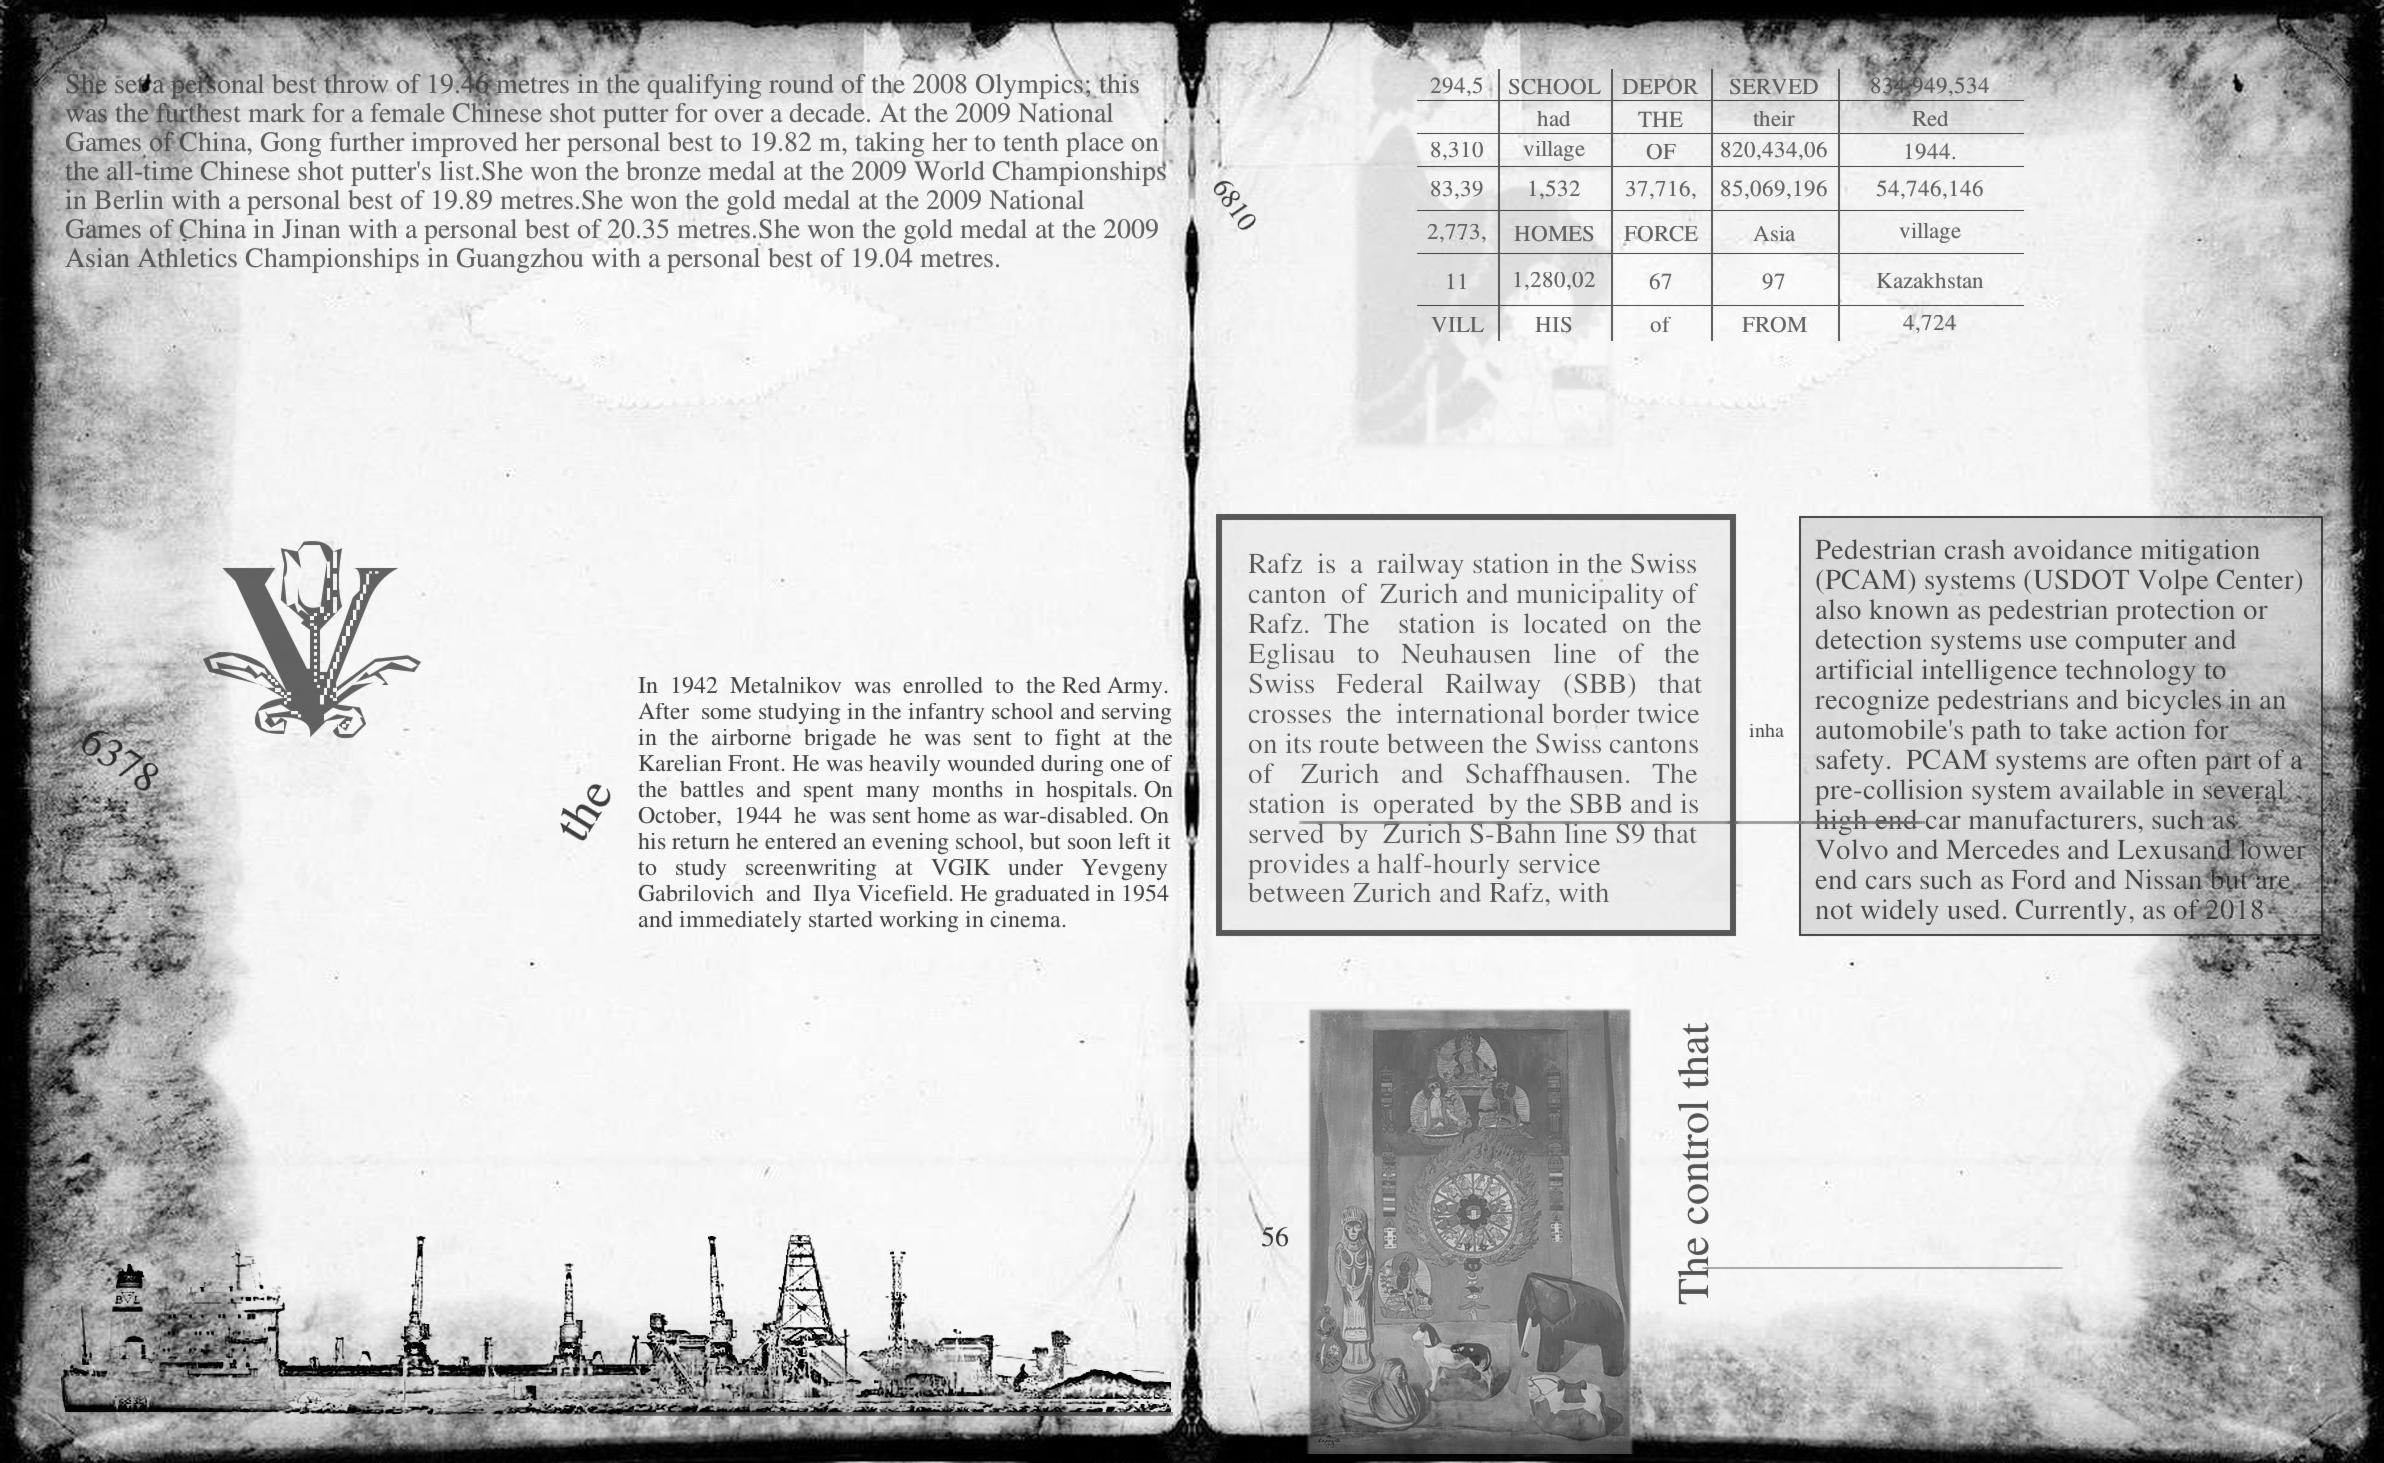 She set a personal best throw of 19.46 metres in the qualifying round of the 2008 Olympics; this
was the furthest mark for a female Chinese shot putter for over a decade. At the 2009 National
Games of China, Gong further improved her personal best to 19.82 m, taking her to tenth place on
the all-time Chinese shot putter's list.She won the bronze medal at the 2009 World Championships
in Berlin with a personal best of 19.89 metres.She won the gold medal at the 2009 National
Games of China in Jinan with a personal best of 20.35 metres.She won the gold medal at the 2009
Asian Athletics Championships in Guangzhou with a personal best of 19.04 metres.
V
6378
the
In 1942 Metalnikov was enrolled to the Red Army.
After some studying in the infantry school and serving
in the airborne brigade he was sent to fight at the
Karelian Front. He was heavily wounded during one of
the battles and spent many months in hospitals. On
October, 1944 he was sent home as war-disabled. On
his return he entered an evening school, but soon left it
to study screenwriting at VGIK under Yevgeny
Gabrilovich and Ilya Vicefield. He graduated in 1954
and immediately started working in cinema.
6810
294,5 SCHOOL DEPOR SERVED 834,949,534
had THE their Red
8,310 village OF 820,434,06 1944.
83,39 1,532 37,716, 85,069,196 54,746,146
2,773, HOMES FORCE Asia village
11 1,280,02 67 97 Kazakhstan
VILL HIS of FROM 4,724
Rafz is a railway station in the Swiss
canton of Zurich and municipality of
Rafz. The station is located on the
Eglisau to Neuhausen line of the
Swiss Federal Railway (SBB) that
crosses the international border twice
on its route between the Swiss cantons
of Zurich and Schaffhausen. The
station is operated by the SBB and is
served by Zurich S-Bahn line S9 that
provides a half-hourly service
between Zurich and Rafz, with
inha
Pedestrian crash avoidance mitigation
(PCAM) systems (USDOT Volpe Center)
also known as pedestrian protection or
detection systems use computer and
artificial intelligence technology to
recognize pedestrians and bicycles in an
automobile's path to take action for
safety. PCAM systems are often part of a
pre-collision system available in several
high end car manufacturers, such as
Volvo and Mercedes and Lexusand lower
end cars such as Ford and Nissan but are
not widely used. Currently, as of 2018
56
The control that